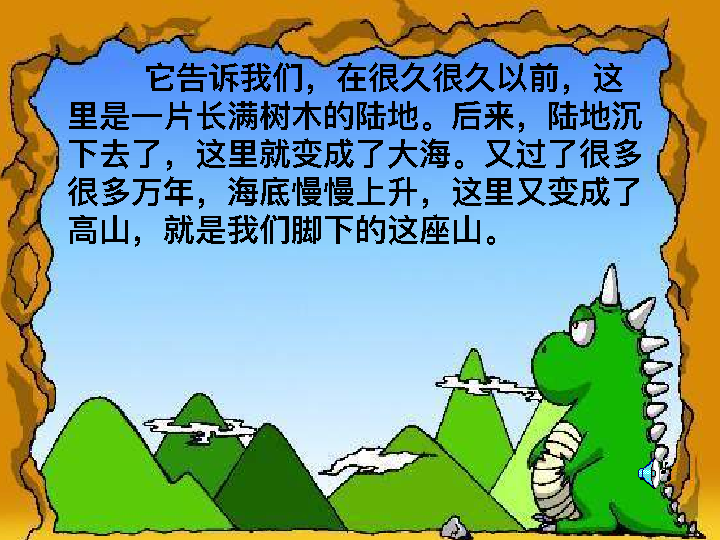 它告诉我们，在很久很久以前，这
里是一片长满树木的陆地。后来，陆地沉
下去了，这里就变成了大海。又过了很多
很多万年，海底慢慢上升，这里又变成了
高山，就是我们脚下的这座山。